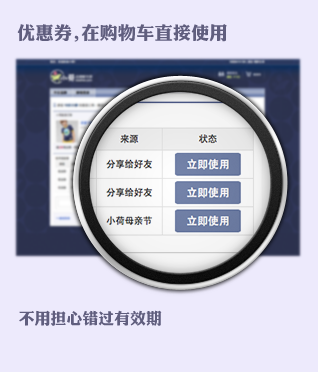 优惠券,在购物车直接使用
来源 状态
分享给好友 立即使用
分享给好友 立即使用
小荷母亲节 立即使用
不用担心错过有效期